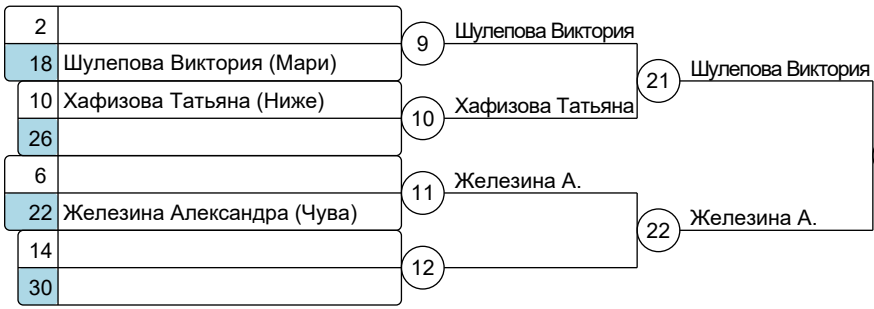 2
18 Шулепова Виктория (Мари)
9 Шулепова Виктория
10 Хафизова Татьяна (Ниже)
26
10 Хафизова Татьяна
21 Шулепова Виктория
6
22 Железина Александра (Чува)
11 Железина А.
14
30
12
22 Железина А.